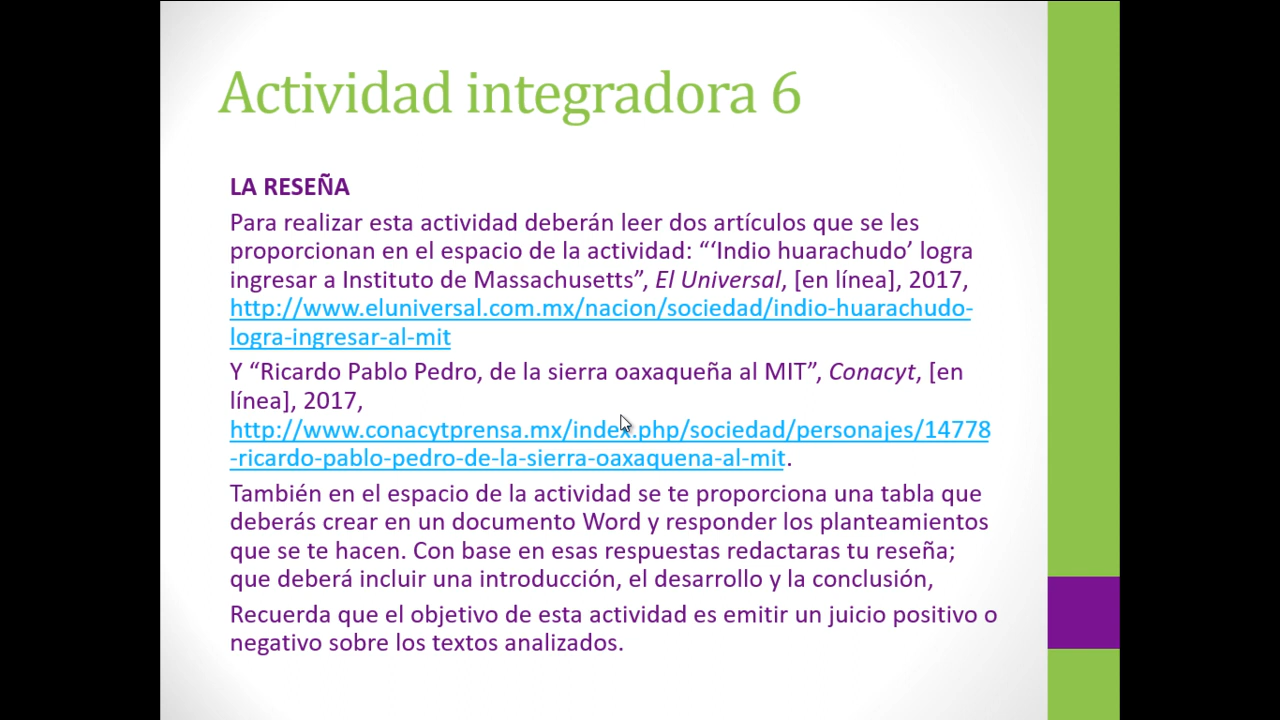 Actividad integradora 6
LA RESEÑA
Para realizar esta actividad deberán leer dos artículos que se les
proporcionan en el espacio de la actividad: “‘Indio huarachudo’ logra
ingresar a Instituto de Massachusetts”, El Universal, [en línea], 2017,
http://www.eluniversal.com.mx/nacion/sociedad/indio-huarachudo-
logra-ingresar-al-mit
Y “Ricardo Pablo Pedro, de la sierra oaxaqueña al MIT”, Conacyt, [en
línea], 2017,
http://www.conacytprensa.mx/index.php/sociedad/personajes/14778
-ricardo-pablo-pedro-de-la-sierra-oaxaquena-al-mit.
También en el espacio de la actividad se te proporciona una tabla que
deberás crear en un documento Word y responder los planteamientos
que se te hacen. Con base en esas respuestas redactaras tu reseña;
que deberá incluir una introducción, el desarrollo y la conclusión,
Recuerda que el objetivo de esta actividad es emitir un juicio positivo o
negativo sobre los textos analizados.